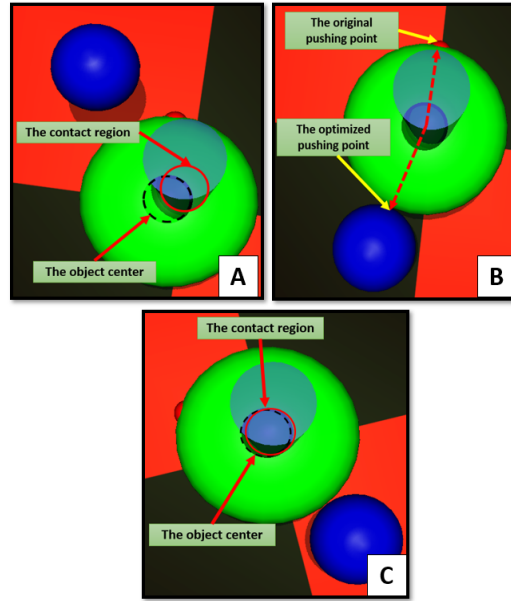 The contact region
The object center
A
The original
pushing point
The optimized
pushing point
B
The contact region
The object center
C